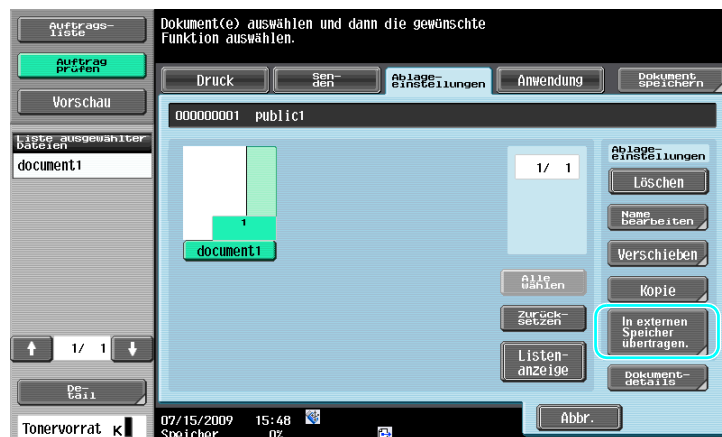 Auftrags-
liste
Auftrag
prüfen
Vorschau
Liste ausgewählter
Dateien
document1
1/ 1
De-
tail
Tonervorrat K
Dokument(e) auswählen und dann die gewünschte
Funktion auswählen.
Druck
Sen-
den
Ablage-
einstellungen
Anwendung
Dokument
speichern
000000001 public1
1
document1
1/ 1
Alle
wählen
Zurück-
setzen
Listen-
anzeige
Ablage-
einstellungen
Löschen
Name
bearbeiten
Verschieben
Kopie
In externen
Speicher
übertragen.
Dokument-
details
07/15/2009 15:48
Speicher 0%
Abbr.